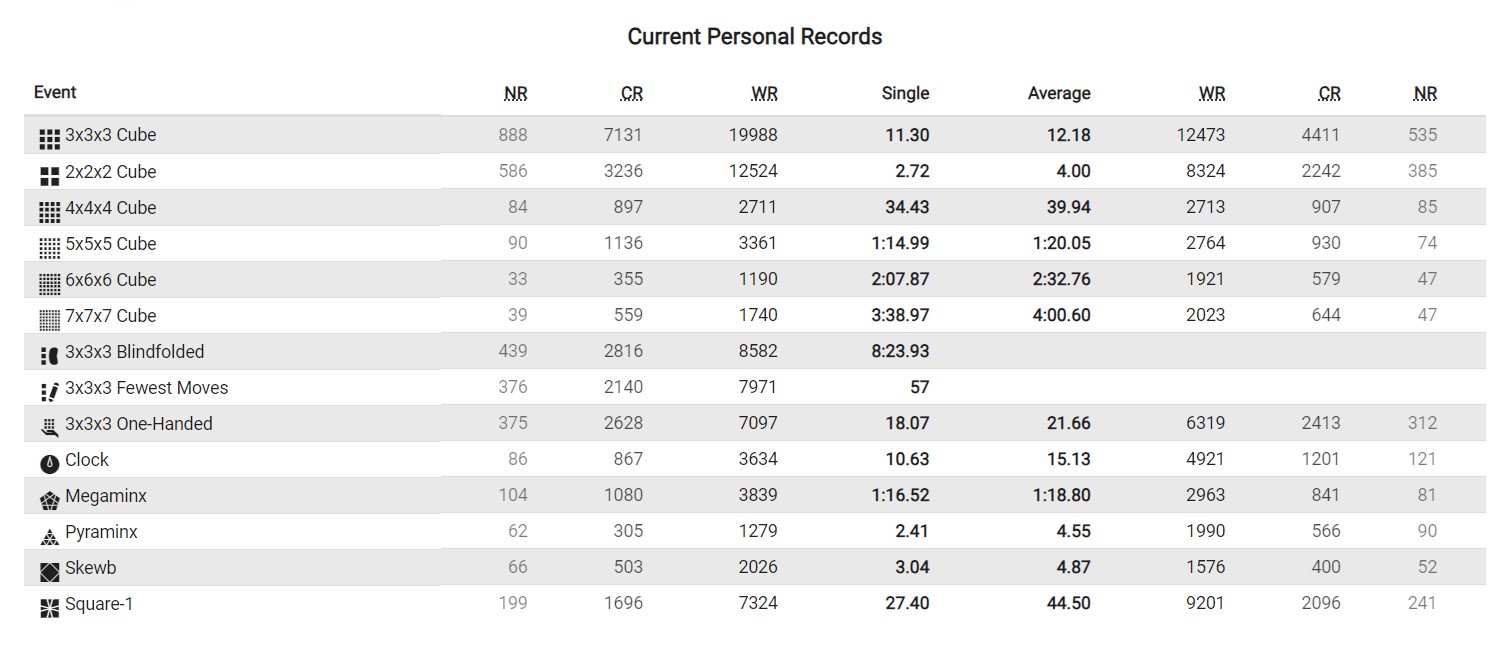 Current Personal Records
Event NR CR WR Single Average WR CR NR
3x3x3 Cube 888 7131 19988 11.30 12.18 12473 4411 535
2x2x2 Cube 586 3236 12524 2.72 4.00 8324 2242 385
4x4x4 Cube 84 897 2711 34.43 39.94 2713 907 85
5x5x5 Cube 90 1136 3361 1:14.99 1:20.05 2764 930 74
6x6x6 Cube 33 355 1190 2:07.87 2:32.76 1921 579 47
7x7x7 Cube 39 559 1740 3:38.97 4:00.60 2023 644 47
3x3x3 Blindfolded 439 2816 8582 8:23.93
3x3x3 Fewest Moves 376 2140 7971 57
3x3x3 One-Handed 375 2628 7097 18.07 21.66 6319 2413 312
Clock 86 867 3634 10.63 15.13 4921 1201 121
Megaminx 104 1080 3839 1:16.52 1:18.80 2963 841 81
Pyraminx 62 305 1279 2.41 4.55 1990 566 90
Skewb 66 503 2026 3.04 4.87 1576 400 52
Square-1 199 1696 7324 27.40 44.50 9201 2096 241